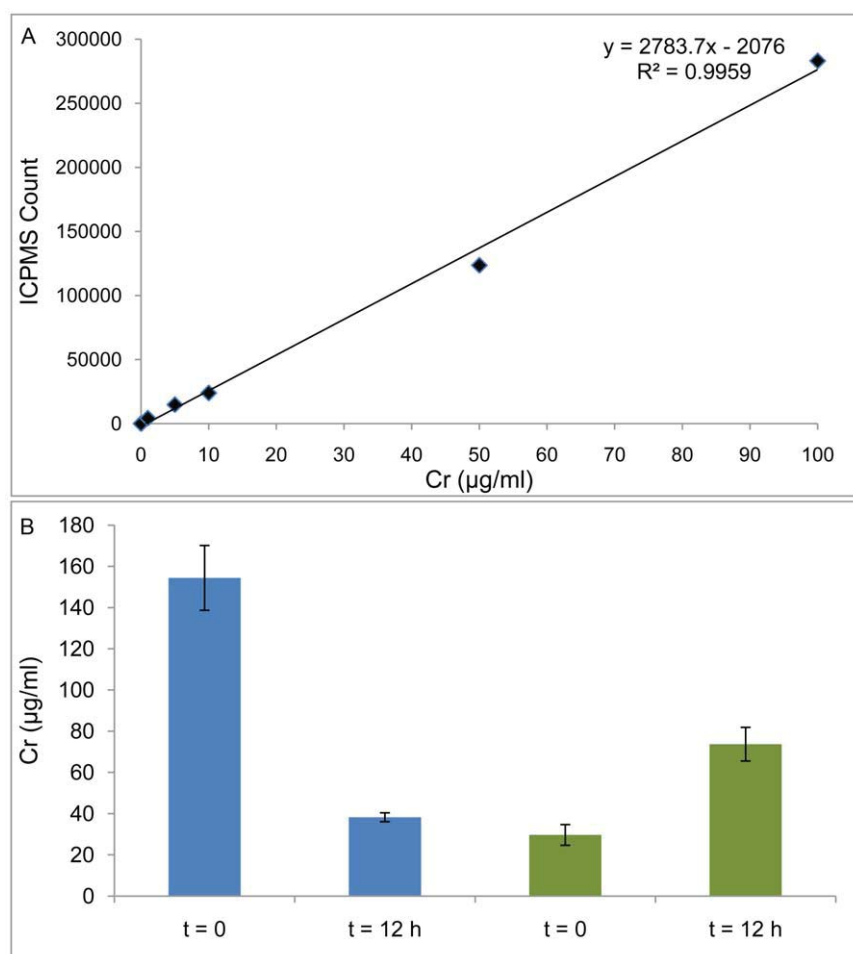 A
y = 2783.7x - 2076
R² = 0.9959
300000
250000
200000
150000
100000
50000
0
ICPMS Count
0 10 20 30 40 50 60 70 80 90 100
Cr (µg/ml)
B
180
160
140
120
100
80
60
40
20
0
Cr (µg/ml)
t = 0 t = 12 h t = 0 t = 12 h